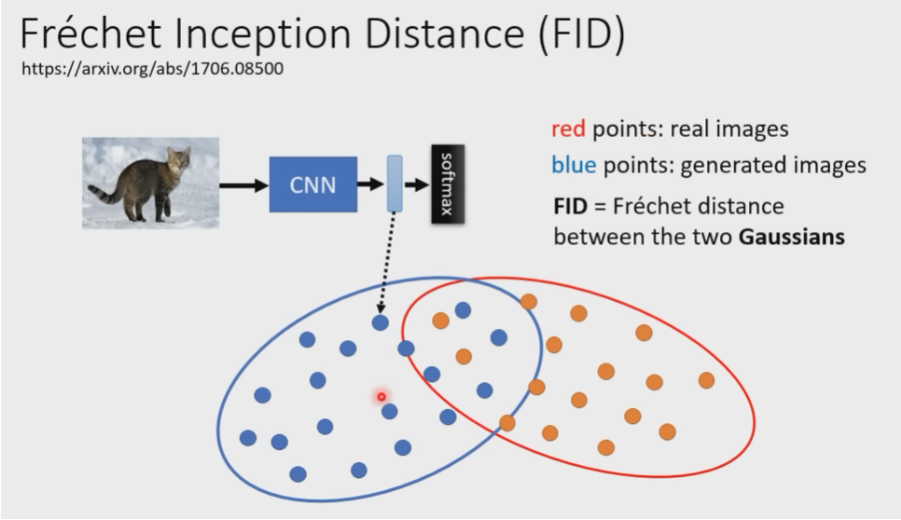 Fréchet Inception Distance (FID)
https://arxiv.org/abs/1706.08500
CNN
softmax
red points: real images
blue points: generated images
FID = Fréchet distance
between the two Gaussians